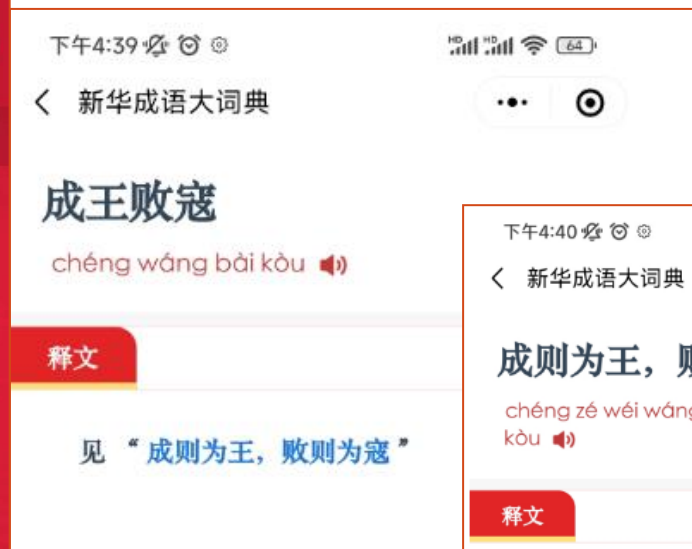 下午4:39
HD HD 64
新华成语大词典
成王败寇
chéng wáng bài kòu
释文
见“成则为王，败则为寇”
下午4:40
新华成语大词典
成则为王，
chéng zé wéi wáng
kòu
释文